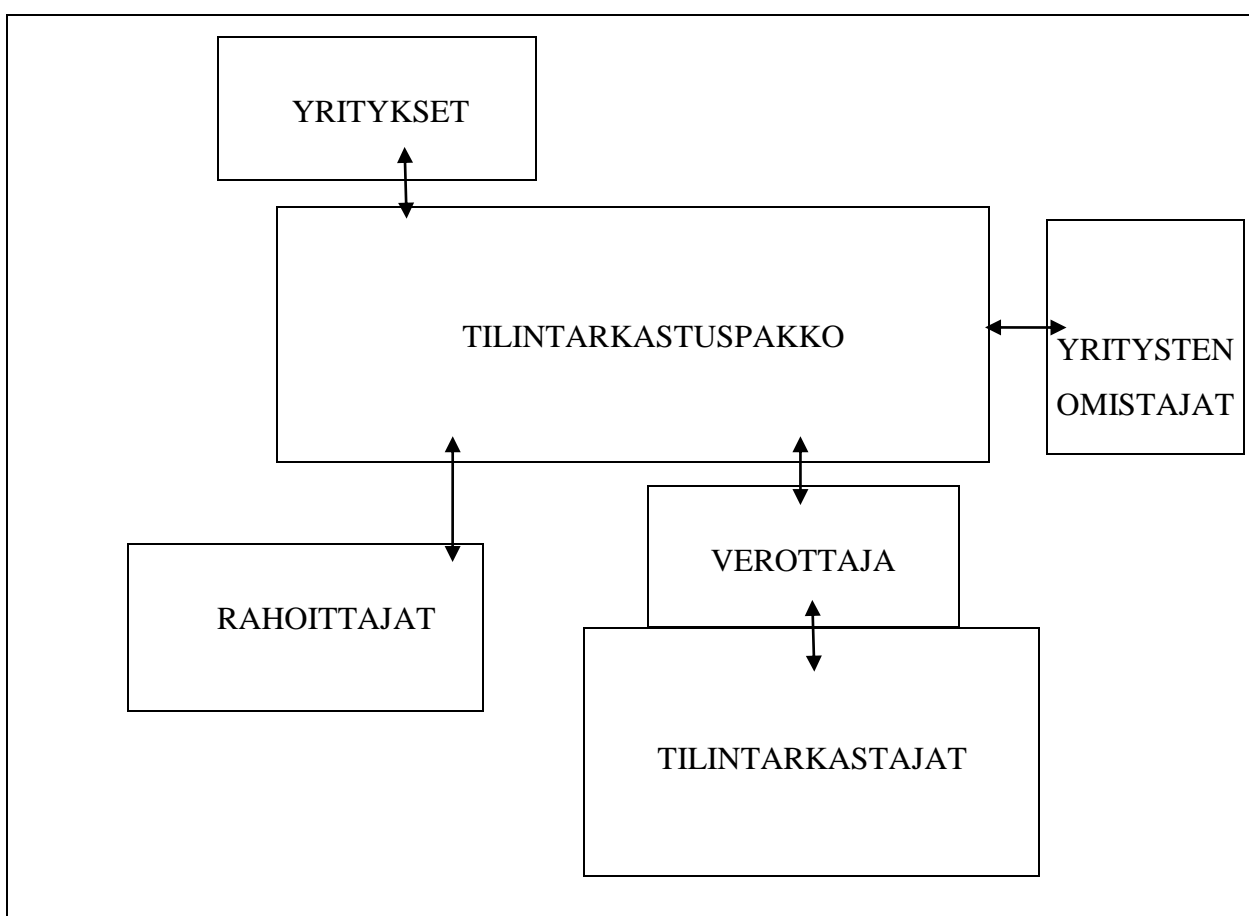 YRITYKSET
TILINTARKASTUSPAKKO
YRITYSTEN
OMISTAJAT
VEROTTAJA
RAHOITTAJAT
TILINTARKASTAJAT